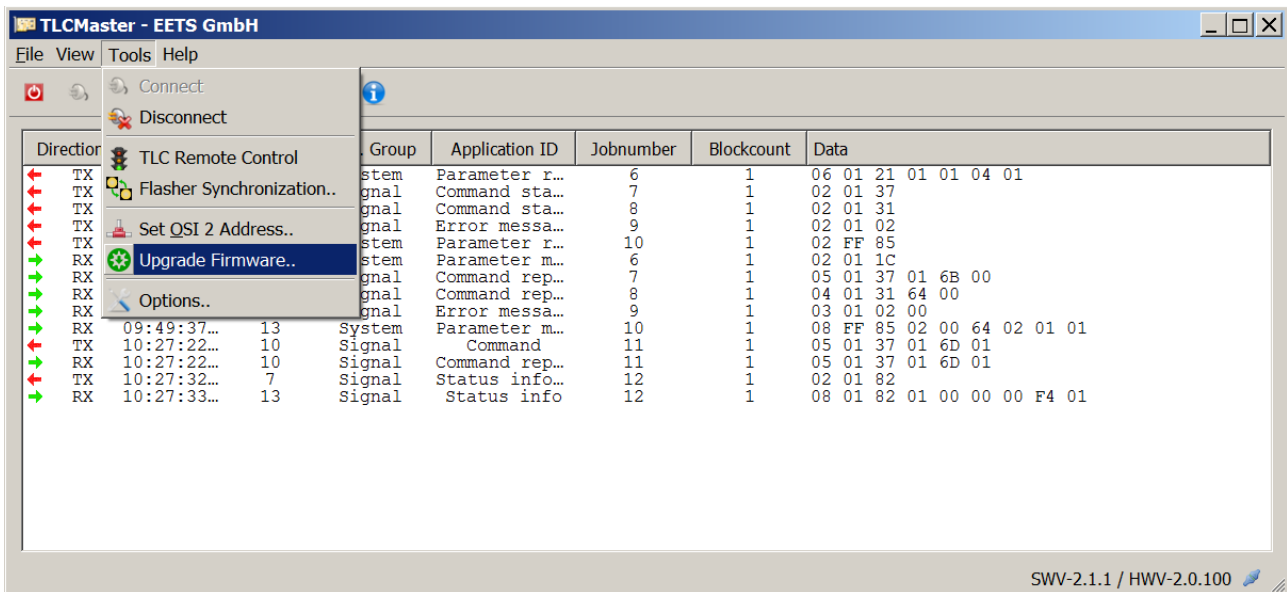 TLCMaster - EETS GmbH
File View Tools Help
Connect
Disconnect
TLC Remote Control
Flasher Synchronization..
Set OSI 2 Address..
Upgrade Firmware..
Options..
Direction . Group Application ID Jobnumber Blockcount Data
TX stem Parameter r… 6 1 06 01 21 01 01 04 01
TX gnal Command sta… 7 1 02 01 37
TX gnal Command sta… 8 1 02 01 31
TX gnal Error messa… 9 1 02 01 02
TX stem Parameter r… 10 1 02 FF 85
RX stem Parameter m… 6 1 02 01 1C
RX gnal Command rep… 7 1 05 01 37 01 6B 00
RX gnal Command rep… 8 1 04 01 31 64 00
RX gnal Error messa… 9 1 03 01 02 00
RX 09:49:37… 13 System Parameter m… 10 1 08 FF 85 02 00 64 02 01 01
TX 10:27:22… 10 Signal Command 11 1 05 01 37 01 6D 01
RX 10:27:22… 10 Signal Command rep… 11 1 05 01 37 01 6D 01
TX 10:27:32… 7 Signal Status info… 12 1 02 01 82
RX 10:27:33… 13 Signal Status info 12 1 08 01 82 01 00 00 00 F4 01
SWV-2.1.1 / HWV-2.0.100